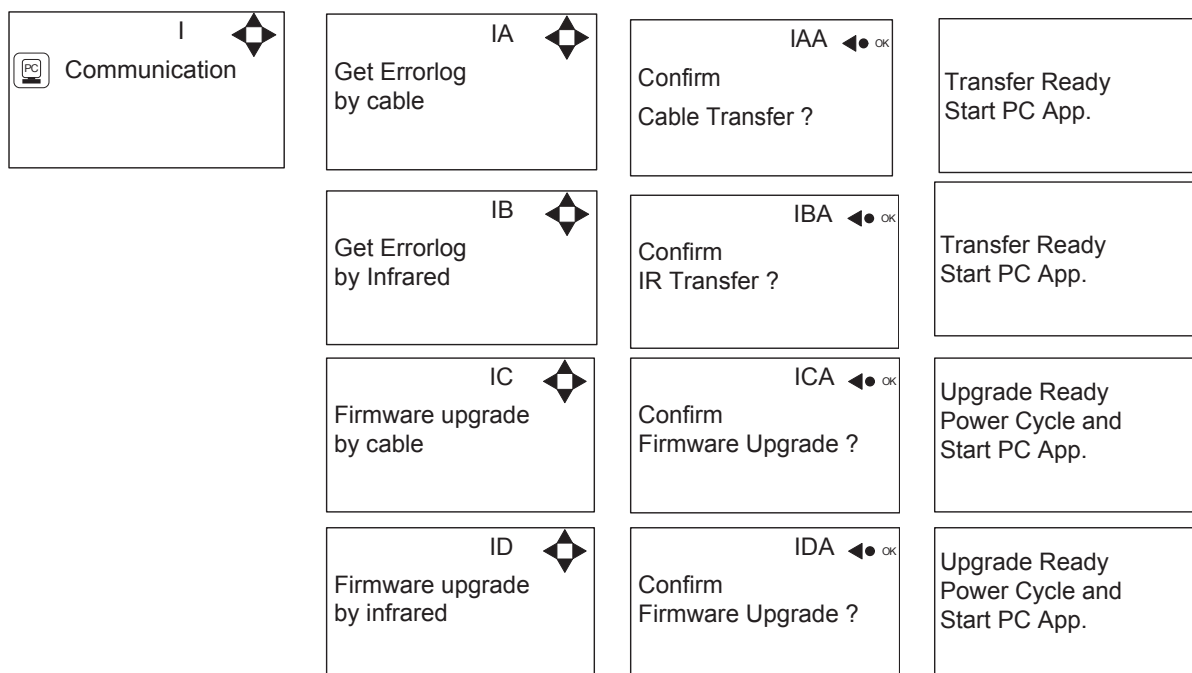 I
PC
Communication
IA
Get Errorlog
by cable
IAA OK
Confirm
Cable Transfer ?
Transfer Ready
Start PC App.
IB
Get Errorlog
by Infrared
IBA OK
Confirm
IR Transfer ?
Transfer Ready
Start PC App.
IC
Firmware upgrade
by cable
ICA OK
Confirm
Firmware Upgrade ?
Upgrade Ready
Power Cycle and
Start PC App.
ID
Firmware upgrade
by infrared
IDA OK
Confirm
Firmware Upgrade ?
Upgrade Ready
Power Cycle and
Start PC App.